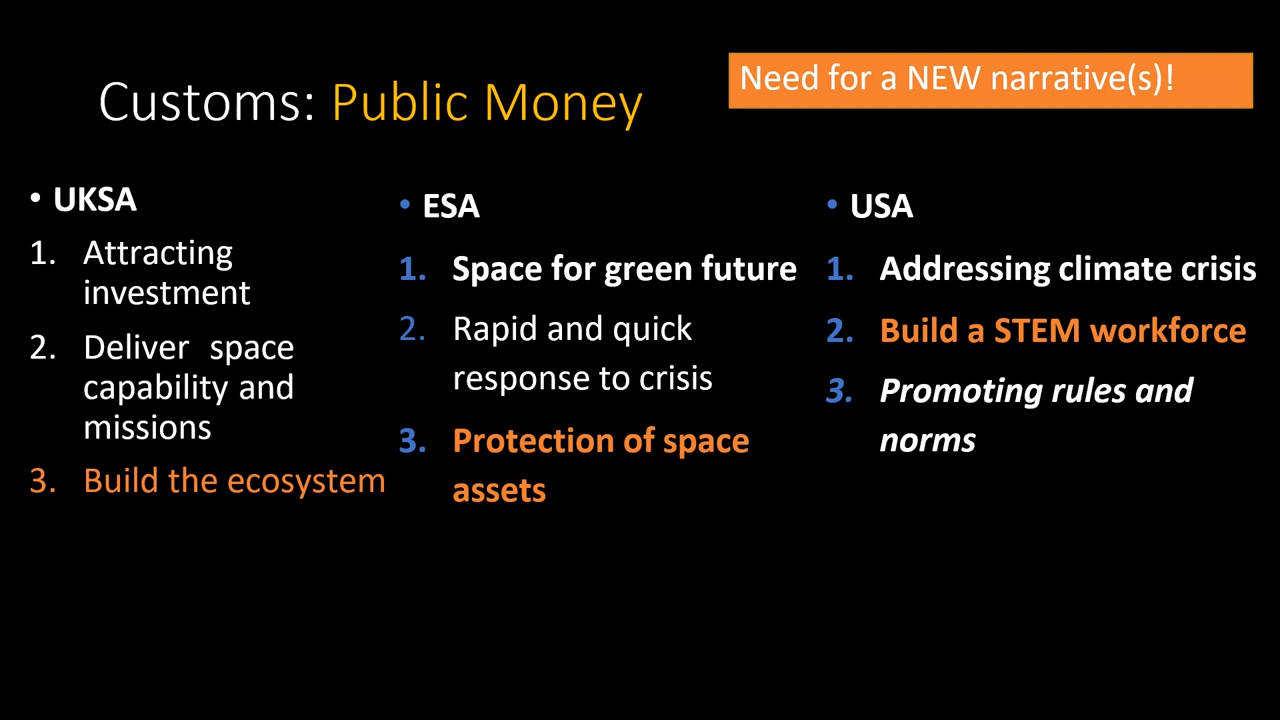 Customs: Public Money
Need for a NEW narrative(s)!
• UKSA
1. Attracting
investment
2. Deliver space
capability and
missions
3. Build the ecosystem
• ESA
1. Space for green future
2. Rapid and quick
response to crisis
3. Protection of space
assets
• USA
1. Addressing climate crisis
2. Build a STEM workforce
3. Promoting rules and
norms